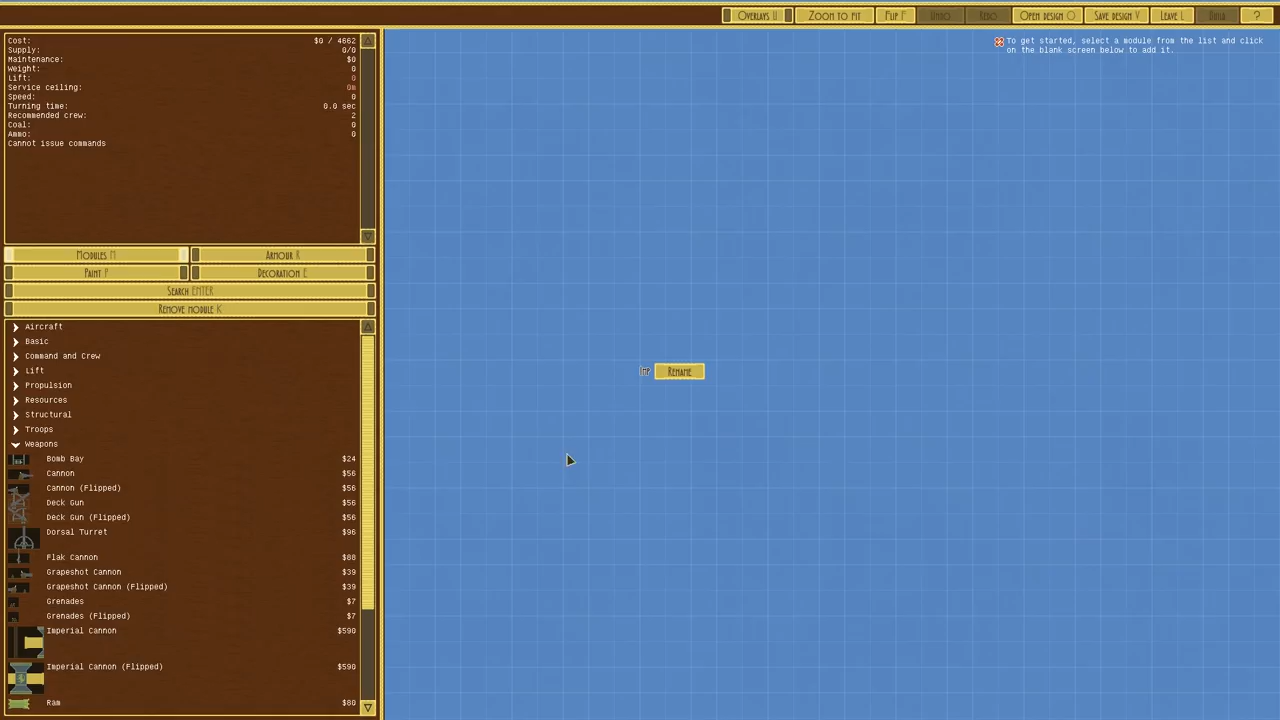 Overlays U
Zoom to fit
Flip F
Undo
Redo
Open design O
Save design V
Leave L
Build
?
Cost: $0 / 4662
Supply: 0/0
Maintenance: $0
Weight: 0
Lift: 0
Service ceiling: 0m
Speed: 0
Turning time: 0.0 sec
Recommended crew: 2
Coal: 0
Ammo: 0
Cannot issue commands
To get started, select a module from the list and click
on the blank screen below to add it.
Modules M
Armour R
Paint P
Decoration E
Search ENTER
Remove module K
Aircraft
Basic
Command and Crew
Lift
Propulsion
Resources
Structural
Troops
Weapons
Bomb Bay $24
Cannon $56
Cannon (Flipped) $56
Deck Gun $56
Deck Gun (Flipped) $56
Dorsal Turret $96
Flak Cannon $88
Grapeshot Cannon $39
Grapeshot Cannon (Flipped) $39
Grenades $7
Grenades (Flipped) $7
Imperial Cannon $590
Imperial Cannon (Flipped) $590
Ram $80
Imp
Rename